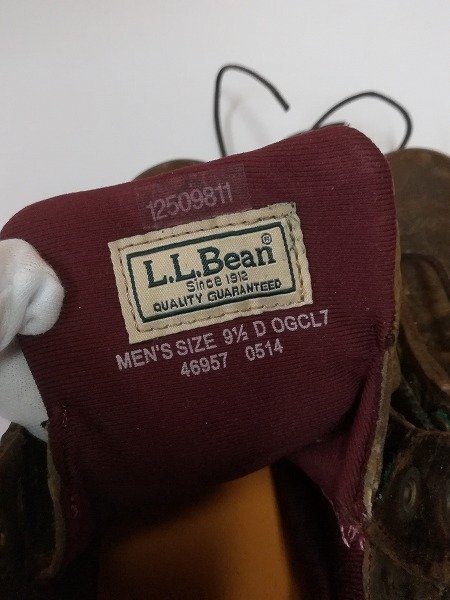 12509811
L.L.Bean®
Since 1912
QUALITY GUARANTEED
MEN'S SIZE 9½ D OGCL7
46957 0514